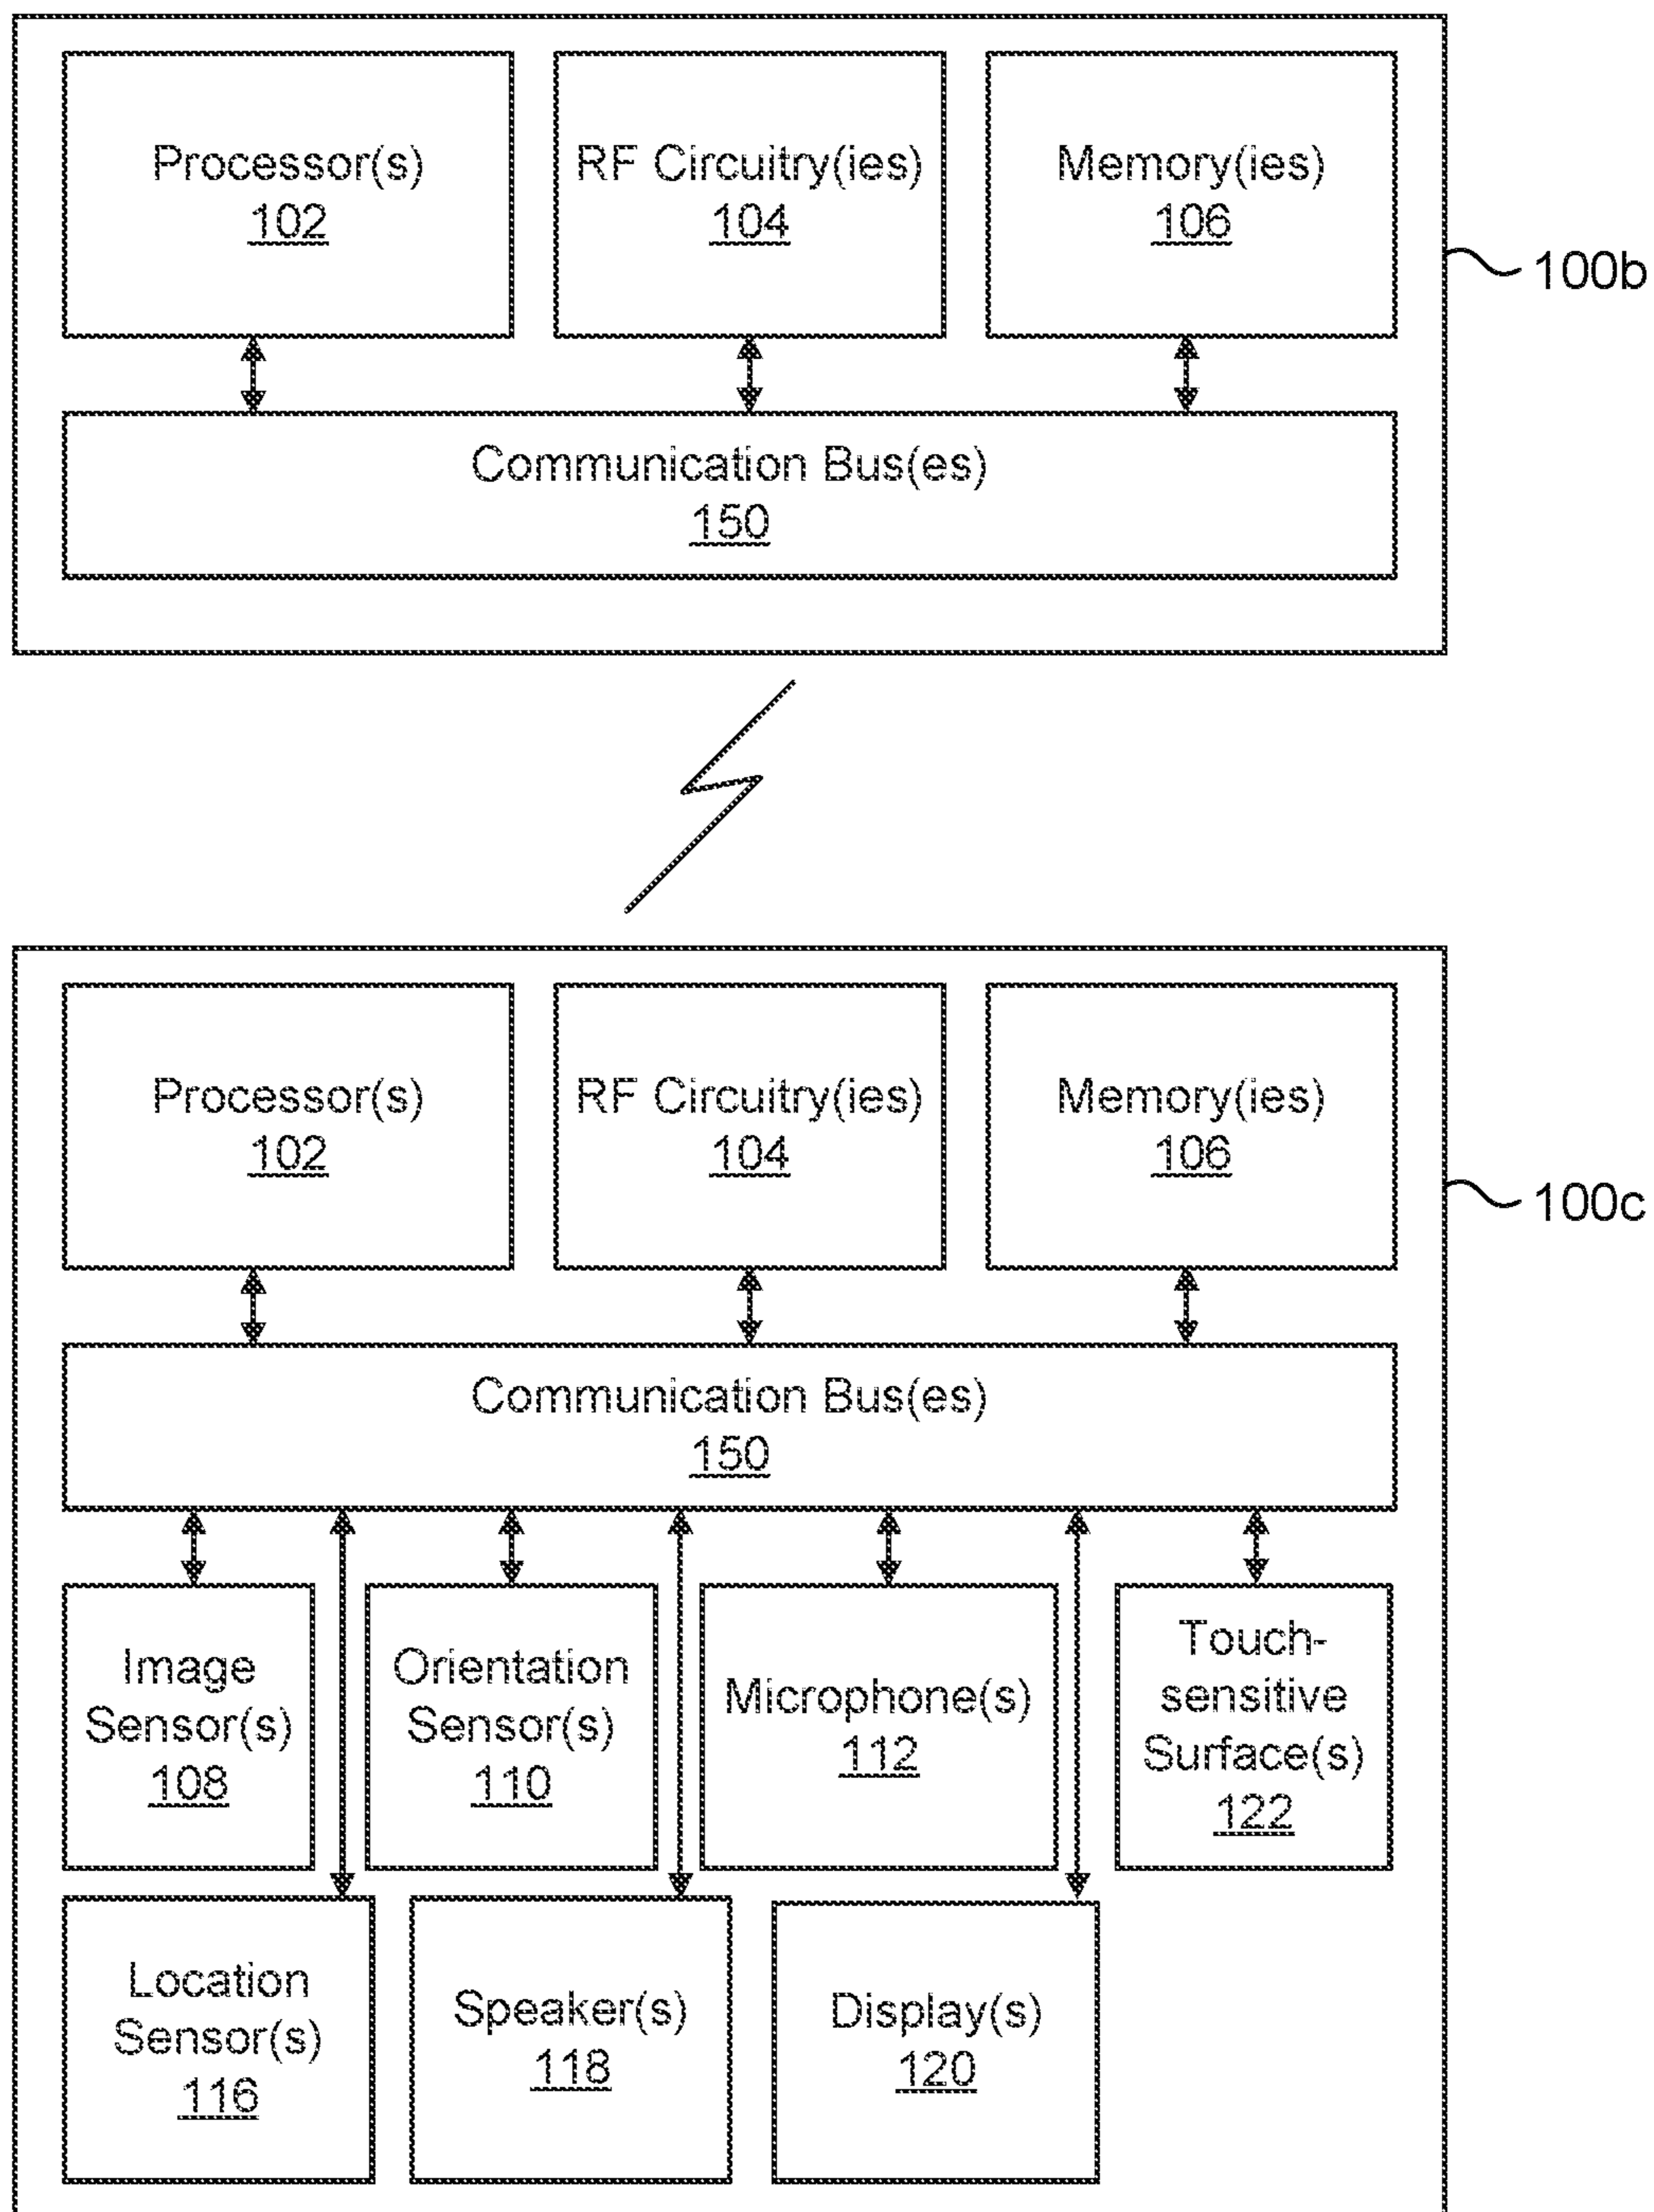 Processor(s)
102
RF Circuitry(ies)
104
Memory(ies)
106
100b
Communication Bus(es)
150
Processor(s)
102
RF Circuitry(ies)
104
Memory(ies)
106
100c
Communication Bus(es)
150
Image
Sensor(s)
108
Orientation
Sensor(s)
110
Microphone(s)
112
Touch-
sensitive
Surface(s)
122
Location
Sensor(s)
116
Speaker(s)
118
Display(s)
120